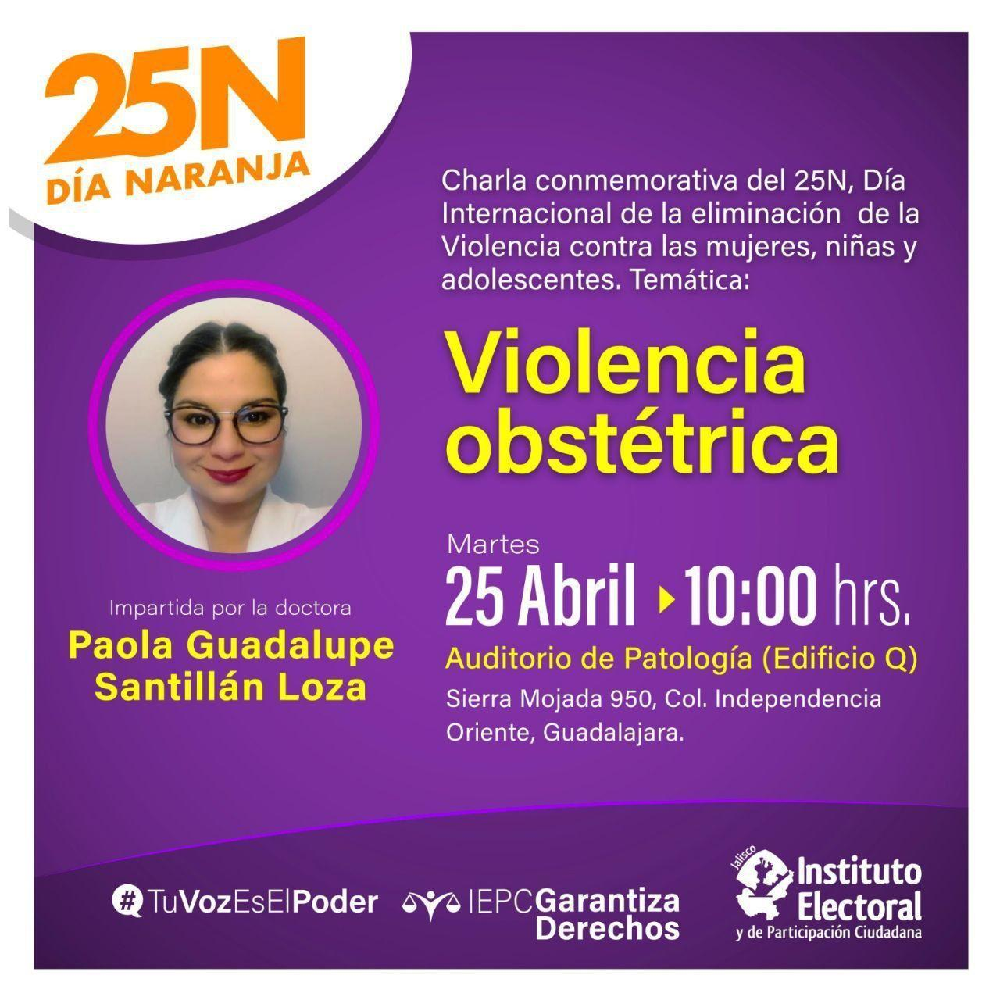 25N
DÍA NARANJA
Charla conmemorativa del 25N, Día
Internacional de la eliminación de la
Violencia contra las mujeres, niñas y
adolescentes. Temática:
Violencia
obstétrica
Impartida por la doctora
Paola Guadalupe
Santillán Loza
Martes
25 Abril 10:00 hrs.
Auditorio de Patología (Edificio Q)
Sierra Mojada 950, Col. Independencia
Oriente, Guadalajara.
#TuVozEsElPoder
IEPCGarantiza
Derechos
Jalisco
Instituto
Electoral
y de Participación Ciudadana